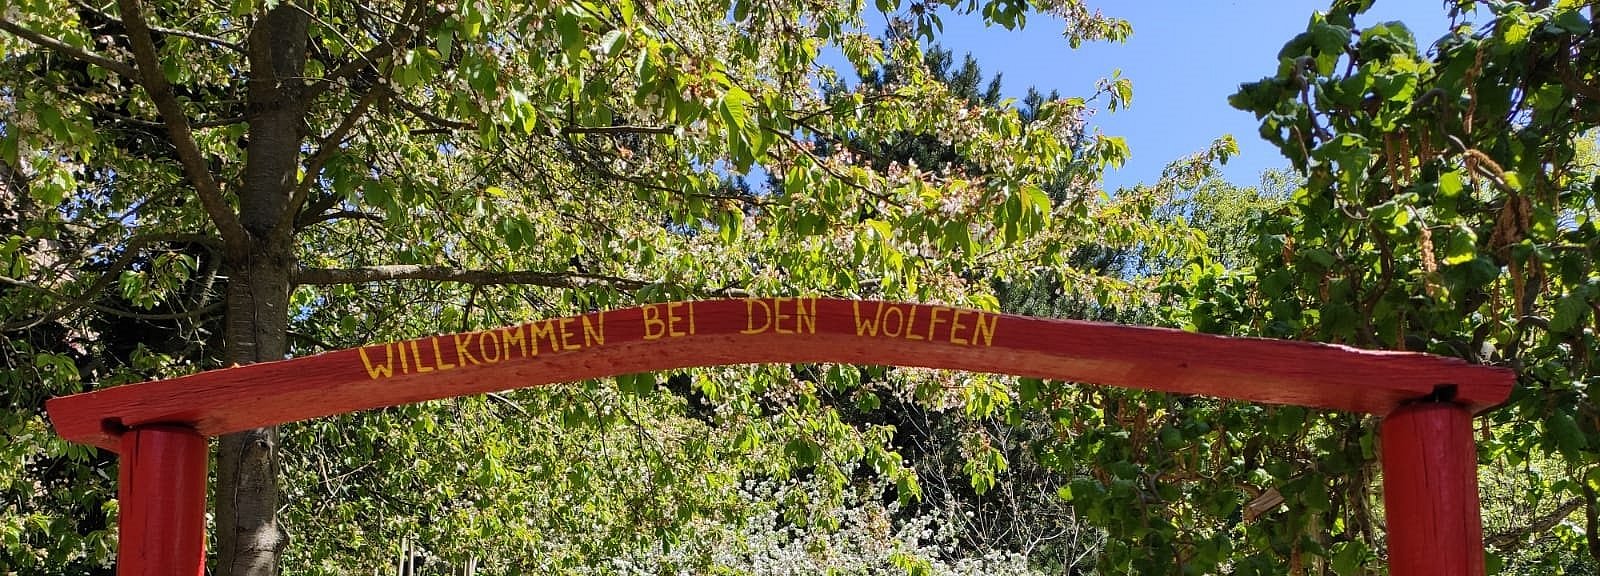 WILLKOMMEN BEI DEN WOLFEN